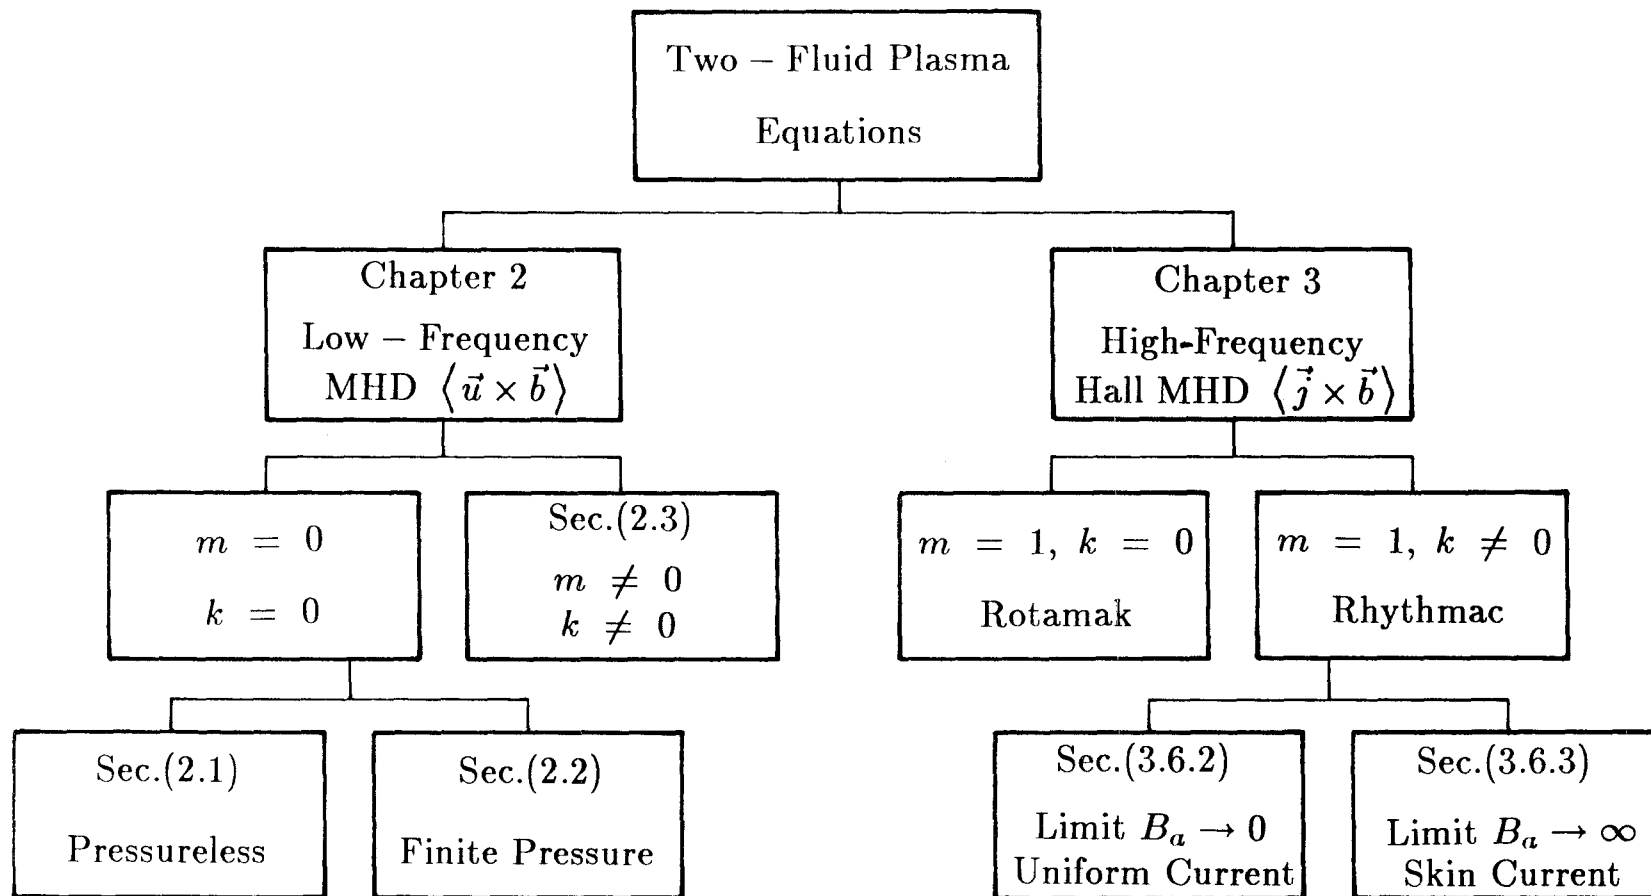 Two – Fluid Plasma
Equations
Chapter 2
Low – Frequency
MHD ⟨u⃗ × b⃗⟩
Chapter 3
High-Frequency
Hall MHD ⟨j⃗ × b⃗⟩
m = 0
k = 0
Sec.(2.3)
m ≠ 0
k ≠ 0
m = 1, k = 0
Rotamak
m = 1, k ≠ 0
Rhythmac
Sec.(2.1)
Pressureless
Sec.(2.2)
Finite Pressure
Sec.(3.6.2)
Limit Bₐ → 0
Uniform Current
Sec.(3.6.3)
Limit Bₐ → ∞
Skin Current